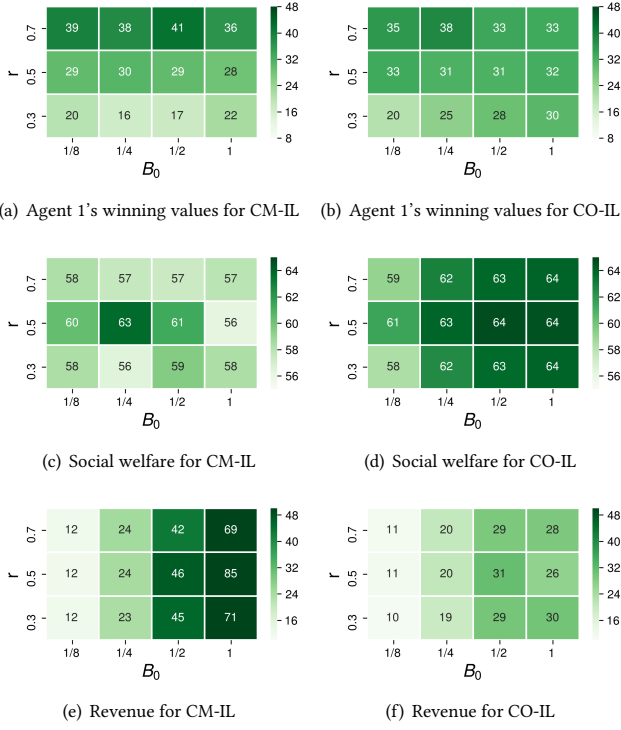 0.7 39 38 41 36 48
40
r 0.5 29 30 29 28 32
24
0.3 20 16 17 22 16
8
1/8 1/4 1/2 1
B0
(a) Agent 1's winning values for CM-IL
0.7 35 38 33 33 48
40
r 0.5 33 31 31 32 32
24
0.3 20 25 28 30 16
8
1/8 1/4 1/2 1
B0
(b) Agent 1's winning values for CO-IL
0.7 58 57 57 57 64
62
r 0.5 60 63 61 56 60
58
0.3 58 56 59 58 56
1/8 1/4 1/2 1
B0
(c) Social welfare for CM-IL
0.7 59 62 63 64 64
62
r 0.5 61 63 64 64 60
58
0.3 58 62 63 64 56
1/8 1/4 1/2 1
B0
(d) Social welfare for CO-IL
0.7 12 24 42 69 48
40
r 0.5 12 24 46 85 32
24
0.3 12 23 45 71 16
1/8 1/4 1/2 1
B0
(e) Revenue for CM-IL
0.7 11 20 29 28 48
40
r 0.5 11 20 31 26 32
24
0.3 10 19 29 30 16
1/8 1/4 1/2 1
B0
(f) Revenue for CO-IL